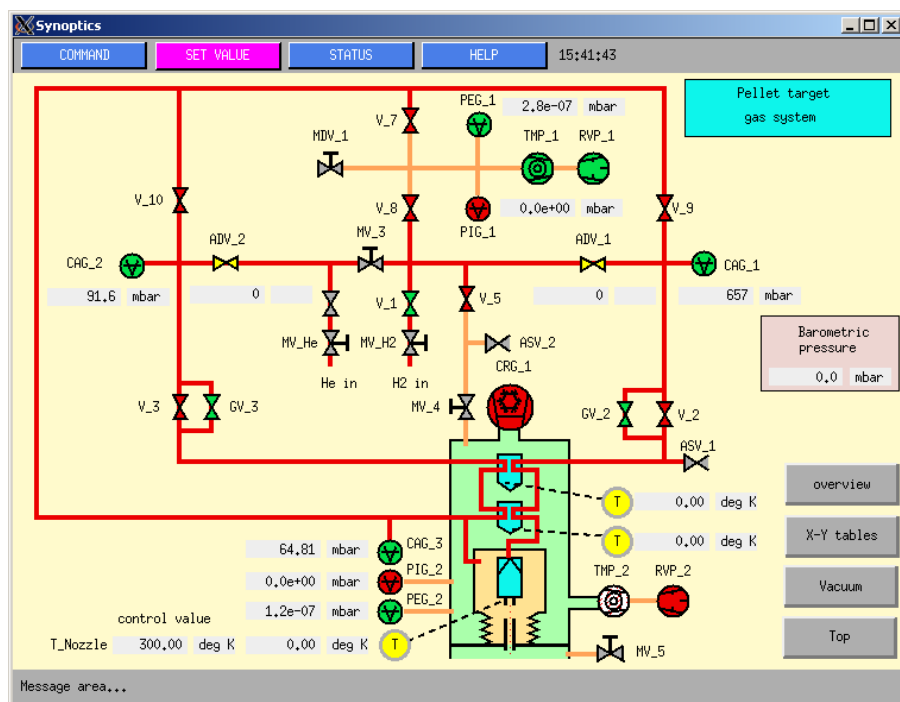 Synoptics
COMMAND
SET VALUE
STATUS
HELP
15:41:43
Pellet target
gas system
PEG_1
2.8e-07 mbar
V_7
MDV_1
TMP_1
RVP_1
V_10
V_8
0.0e+00 mbar
V_9
PIG_1
MV_3
ADV_2
ADV_1
CAG_2
CAG_1
91.6 mbar
0
V_1
V_5
0
657 mbar
MV_He
MV_H2
ASV_2
Barometric
pressure
0.0 mbar
He in
H2 in
CRG_1
V_3
GV_3
MV_4
GV_2
V_2
ASV_1
overview
T
0.00 deg K
X-Y tables
T
0.00 deg K
64.81 mbar
CAG_3
0.0e+00 mbar
PIG_2
TMP_2
RVP_2
Vacuum
1.2e-07 mbar
PEG_2
control value
T_Nozzle
300.00 deg K
0.00 deg K
T
MV_5
Top
Message area...